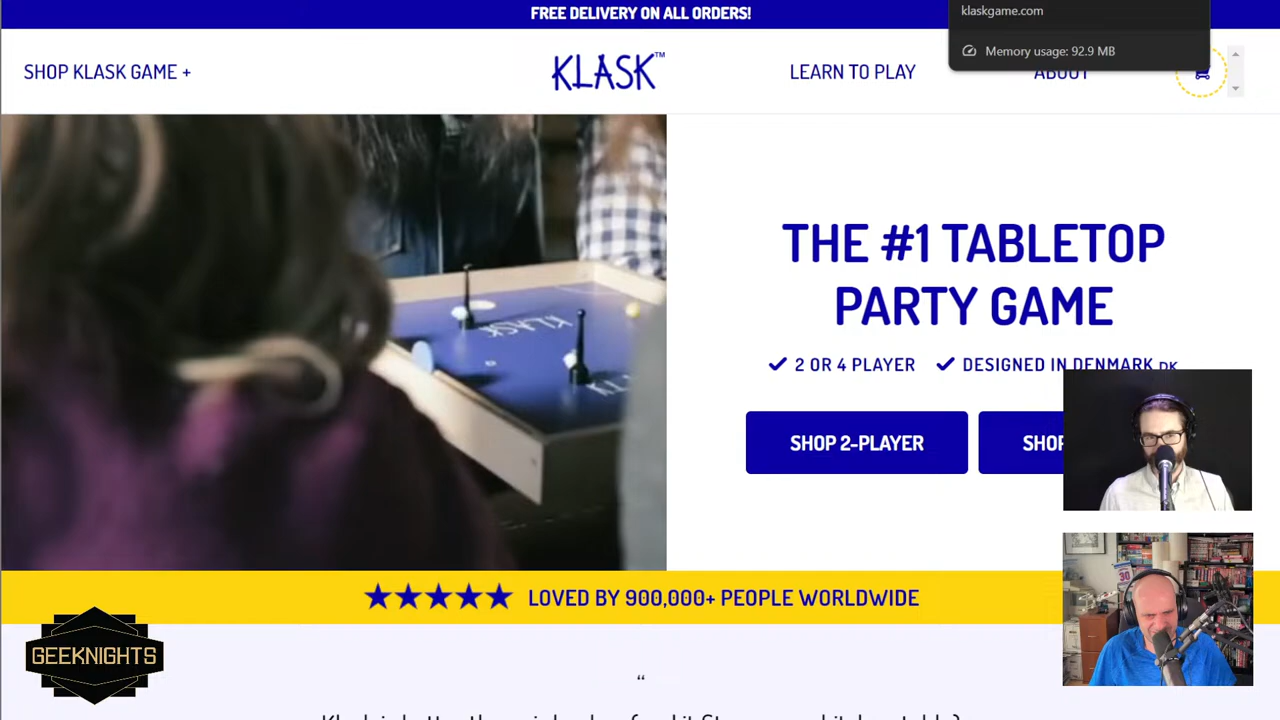 FREE DELIVERY ON ALL ORDERS!
klaskgame.com
Memory usage: 92.9 MB
SHOP KLASK GAME +
KLASK™
LEARN TO PLAY
ABOUT
KLASK
THE #1 TABLETOP
PARTY GAME
2 OR 4 PLAYER
DESIGNED IN DENMARK DK
SHOP 2-PLAYER
LOVED BY 900,000+ PEOPLE WORLDWIDE
GEEKNIGHTS
“